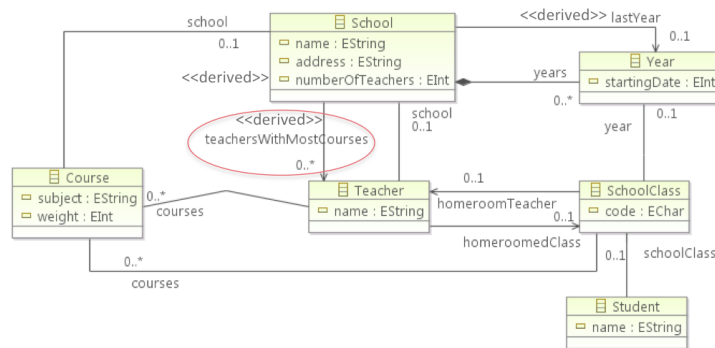 school
School
<<derived>> lastYear
0..1
name : EString
address : EString
numberOfTeachers : EInt
<<derived>>
0..1
Year
startingDate : EInt
years
0..*
school
0..1
0..1
year
<<derived>>
teachersWithMostCourses
0..*
Course
subject : EString
weight : EInt
0..*
courses
Teacher
name : EString
0..1
homeroomTeacher
0..1
homeroomedClass
SchoolClass
code : EChar
0..*
courses
0..1
schoolClass
Student
name : EString